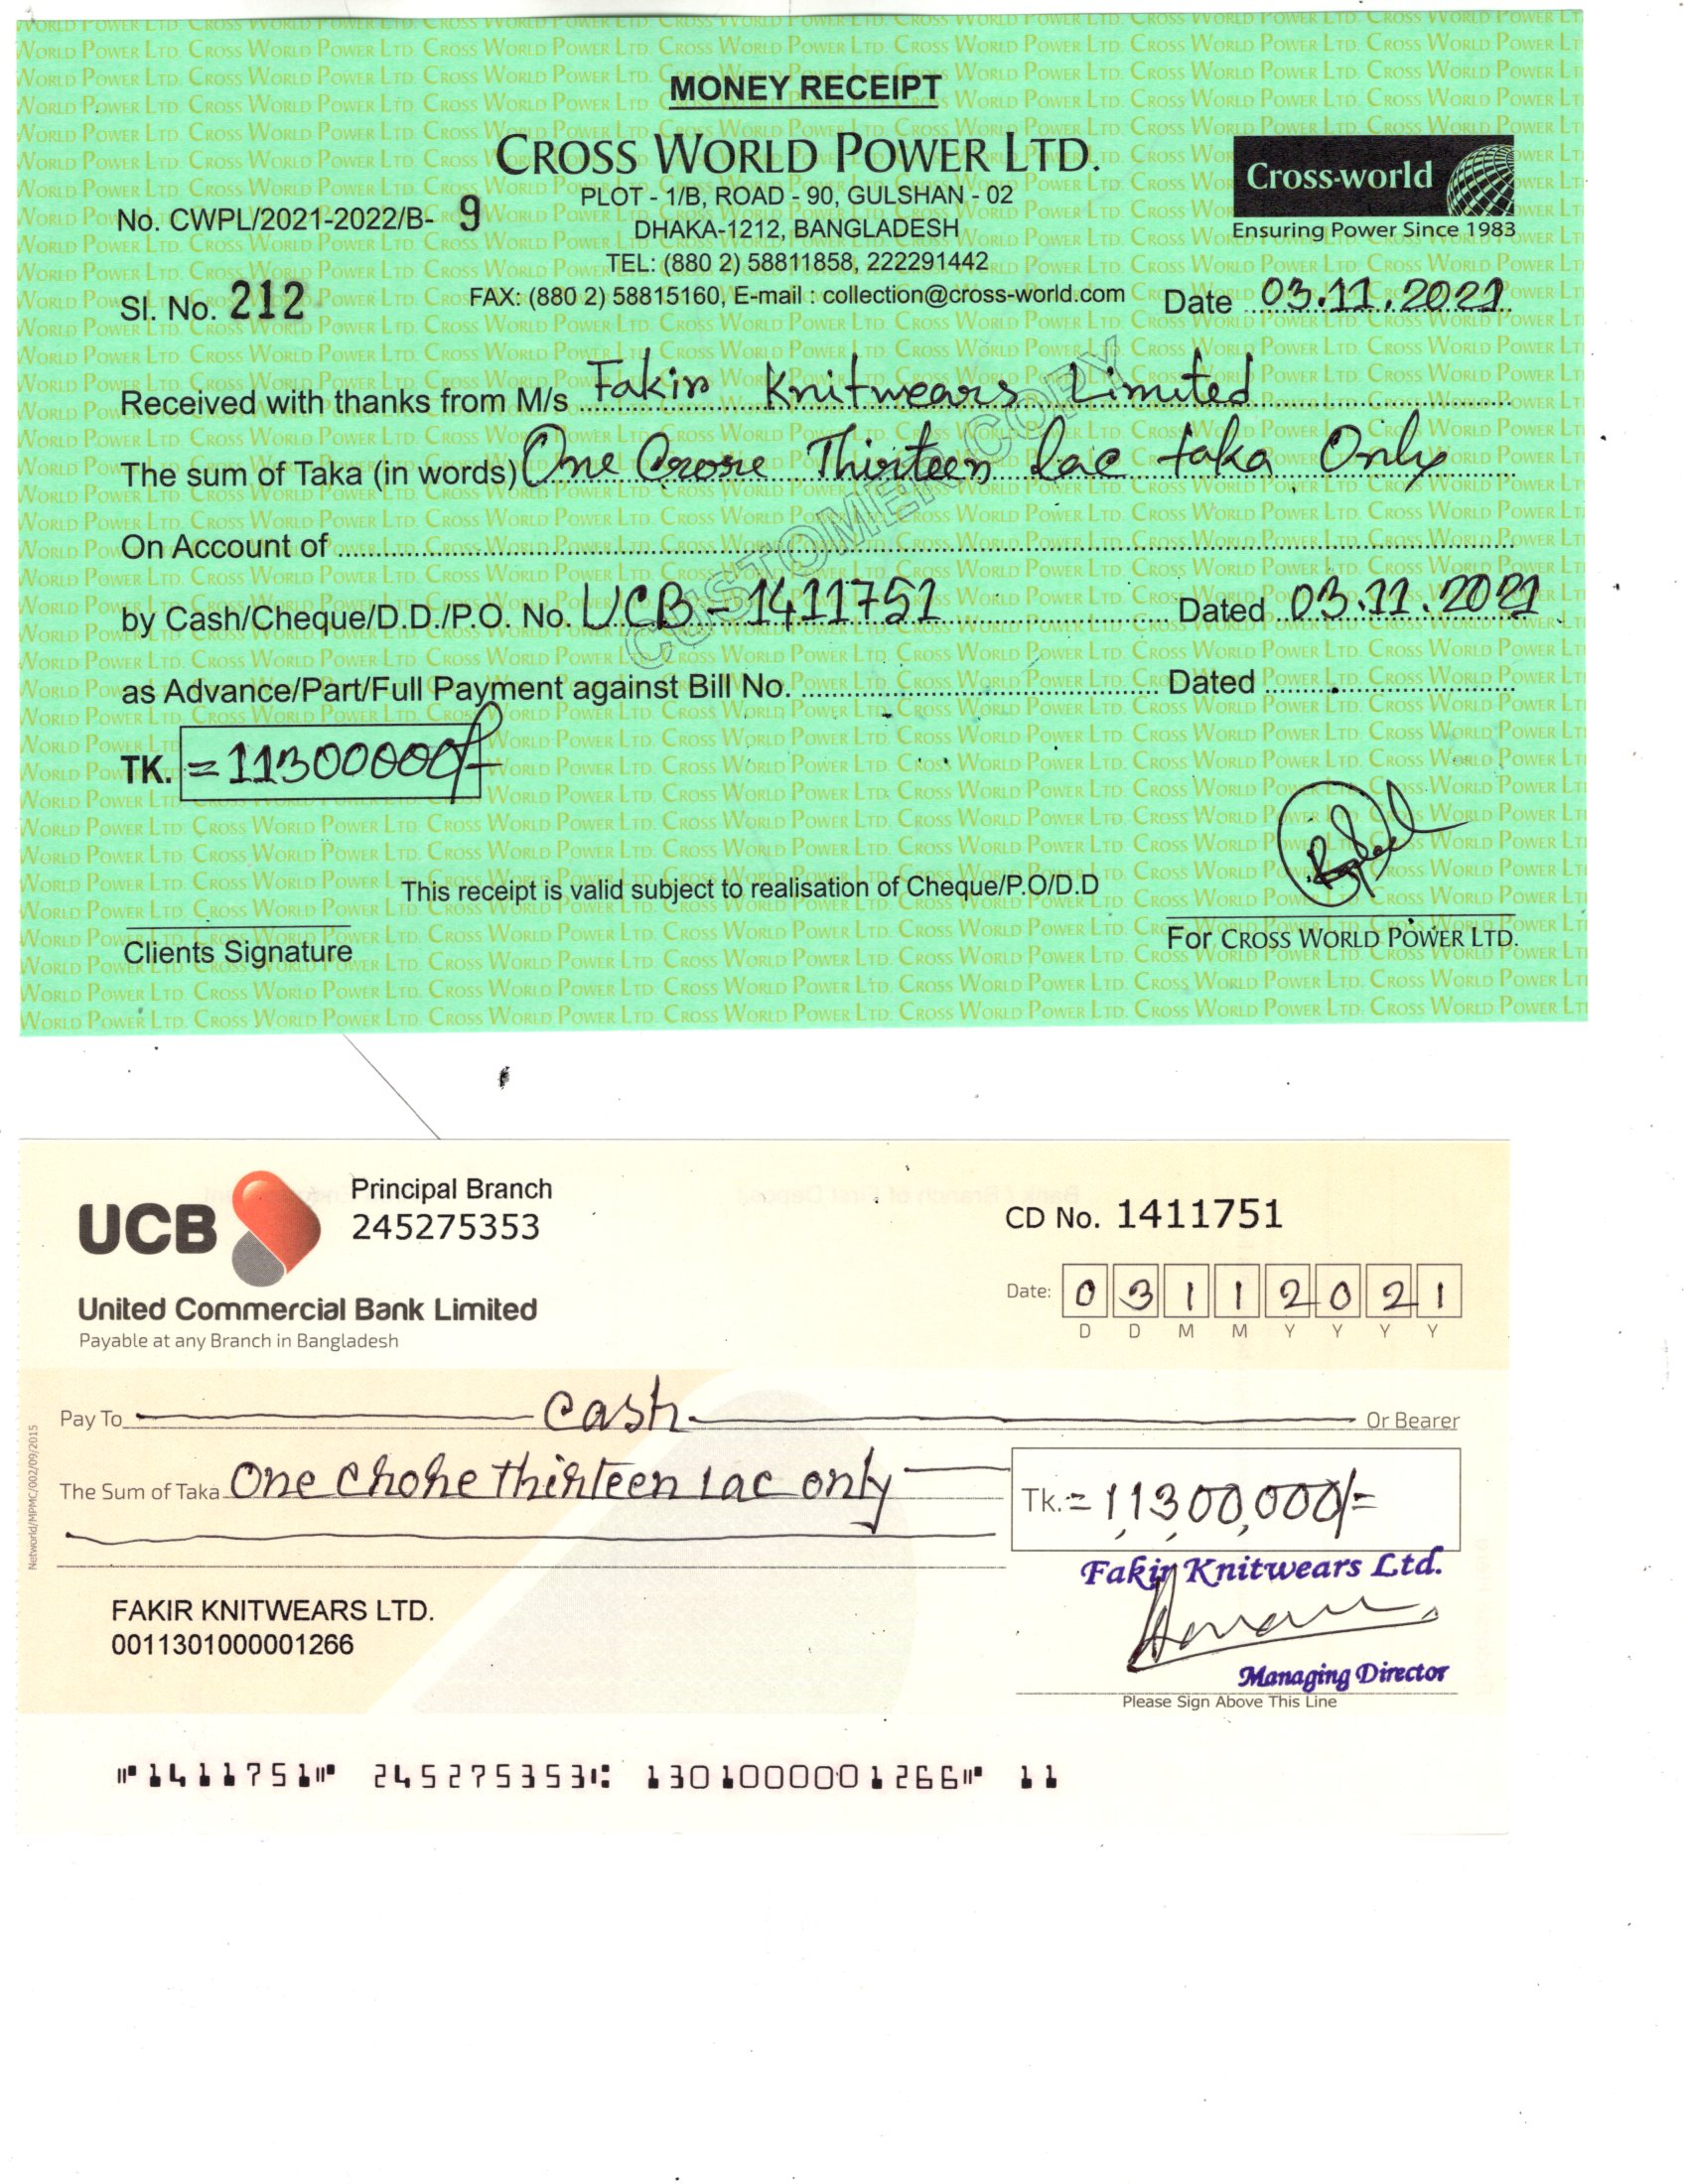 MONEY RECEIPT
CROSS WORLD POWER LTD.
PLOT - 1/B, ROAD - 90, GULSHAN - 02
DHAKA-1212, BANGLADESH
TEL: (880 2) 58811858, 222291442
FAX: (880 2) 58815160, E-mail : collection@cross-world.com
Cross-world
Ensuring Power Since 1983
No. CWPL/2021-2022/B- 9
Sl. No. 212
Date 03.11.2021
Received with thanks from M/s Fakir Knitwears Limited
The sum of Taka (in words) One Crore Thirteen lac taka Only
On Account of
by Cash/Cheque/D.D./P.O. No. UCB-1411751 Dated 03.11.2021
as Advance/Part/Full Payment against Bill No. Dated
TK. =11300000/-
CUSTOMER COPY
This receipt is valid subject to realisation of Cheque/P.O/D.D
Clients Signature
For CROSS WORLD POWER LTD.
UCB
Principal Branch
245275353
CD No. 1411751
United Commercial Bank Limited
Payable at any Branch in Bangladesh
Date: 03112021
D D M M Y Y Y Y
Pay To Cash Or Bearer
The Sum of Taka One Crore thirteen lac only
Tk.=1,13,00,000/=
Fakir Knitwears Ltd.
FAKIR KNITWEARS LTD.
0011301000001266
Managing Director
Please Sign Above This Line
Networld/MPMC/002/09/2015
⑈1411751⑈ 245275353⑆ 1301000001266⑈ 11